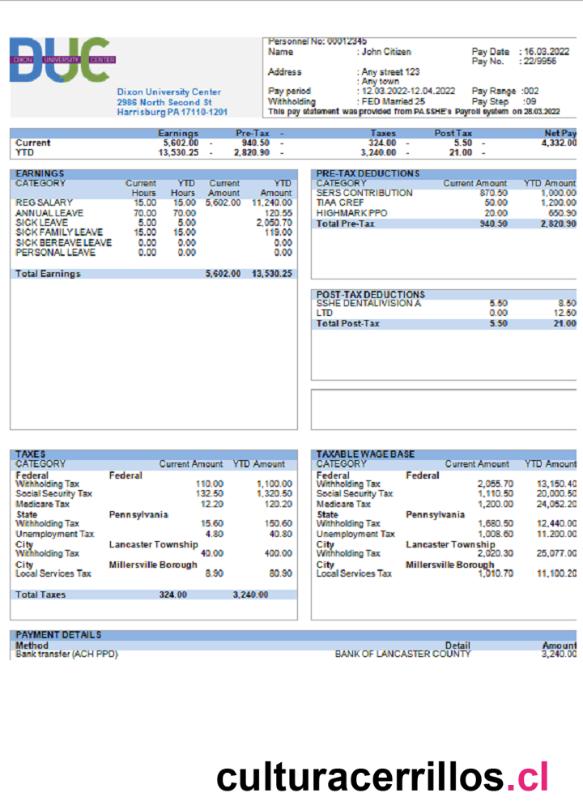 DUC
DIXON UNIVERSITY CENTER
Dixon University Center
2986 North Second St
Harrisburg PA 17110-1201
Personnel No: 00012345
Name : John Citizen Pay Date : 16.03.2022
Pay No. : 22/9956
Address : Any street 123
: Any town
Pay period : 12.03.2022-12.04.2022 Pay Range :002
Withholding : FED Married 25 Pay Step :09
This pay statement was provided from PA SSHE's Payroll system on 28.03.2022
Earnings Pre-Tax - Taxes Post Tax Net Pay
Current 5,602.00 - 940.50 - 324.00 - 5.50 - 4,332.00
YTD 13,530.25 - 2,820.90 - 3,240.00 - 21.00 -
EARNINGS
CATEGORY Current Hours YTD Hours Current Amount YTD Amount
REG SALARY 15.00 15.00 5,602.00 11,240.00
ANNUAL LEAVE 70.00 70.00 120.55
SICK LEAVE 5.00 5.00 2,050.70
SICK FAMILY LEAVE 15.00 15.00 119.00
SICK BEREAVE LEAVE 0.00 0.00 0.00
PERSONAL LEAVE 0.00 0.00 0.00
Total Earnings 5,602.00 13,530.25
PRE-TAX DEDUCTIONS
CATEGORY Current Amount YTD Amount
SERS CONTRIBUTION 870.50 1,000.00
TIAA CREF 50.00 1,200.00
HIGHMARK PPO 20.00 650.90
Total Pre-Tax 940.50 2,820.90
POST-TAX DEDUCTIONS
SSHE DENTAL/VISION A 5.50 8.50
LTD 0.00 12.50
Total Post-Tax 5.50 21.00
TAXES
CATEGORY Current Amount YTD Amount
Federal Federal
Withholding Tax 110.00 1,100.00
Social Security Tax 132.50 1,320.50
Medicare Tax 12.20 120.20
State Pennsylvania
Withholding Tax 15.60 150.60
Unemployment Tax 4.80 40.80
City Lancaster Township
Withholding Tax 40.00 400.00
City Millersville Borough
Local Services Tax 8.90 80.90
Total Taxes 324.00 3,240.00
TAXABLE WAGE BASE
CATEGORY Current Amount YTD Amount
Federal Federal
Withholding Tax 2,055.70 13,150.40
Social Security Tax 1,110.50 20,000.50
Medicare Tax 1,200.00 24,052.20
State Pennsylvania
Withholding Tax 1,680.50 12,440.00
Unemployment Tax 1,008.60 11,200.00
City Lancaster Township
Withholding Tax 2,020.30 25,077.00
City Millersville Borough
Local Services Tax 1,010.70 11,100.20
PAYMENT DETAILS
Method Detail Amount
Bank transfer (ACH PPD) BANK OF LANCASTER COUNTY 3,240.00
culturacerrillos.cl